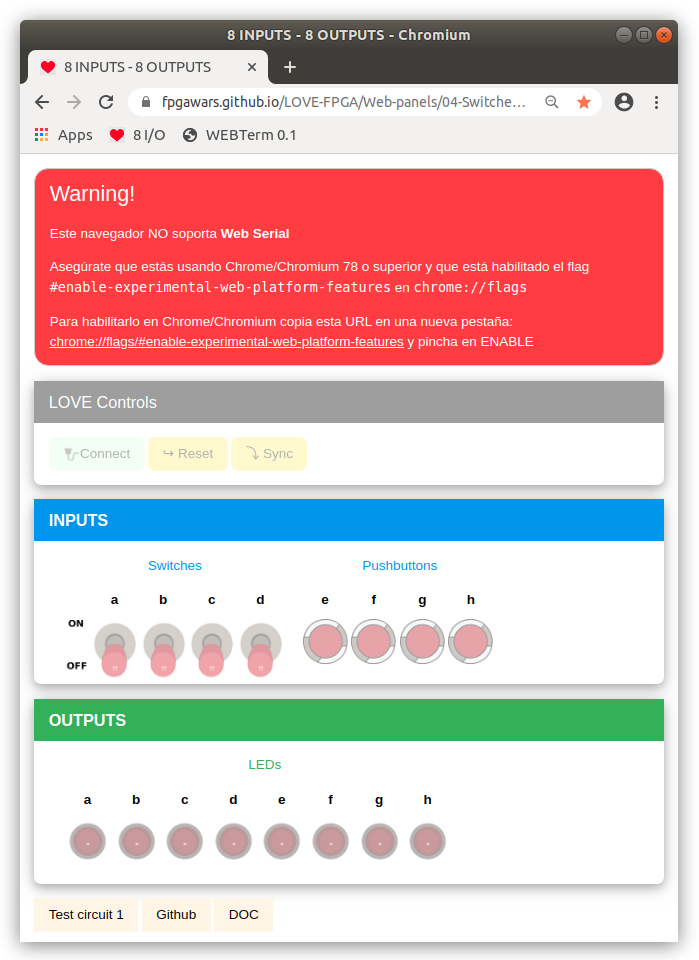 8 INPUTS - 8 OUTPUTS - Chromium
8 INPUTS - 8 OUTPUTS
fpgawars.github.io/LOVE-FPGA/Web-panels/04-Switche…
Apps 8 I/O WEBTerm 0.1
Warning!
Este navegador NO soporta Web Serial
Asegúrate que estás usando Chrome/Chromium 78 o superior y que está habilitado el flag
#enable-experimental-web-platform-features en chrome://flags
Para habilitarlo en Chrome/Chromium copia esta URL en una nueva pestaña:
chrome://flags/#enable-experimental-web-platform-features y pincha en ENABLE
LOVE Controls
Connect ↪ Reset ⤵ Sync
INPUTS
Switches Pushbuttons
a b c d e f g h
ON
OFF
OUTPUTS
LEDs
a b c d e f g h
Test circuit 1 Github DOC